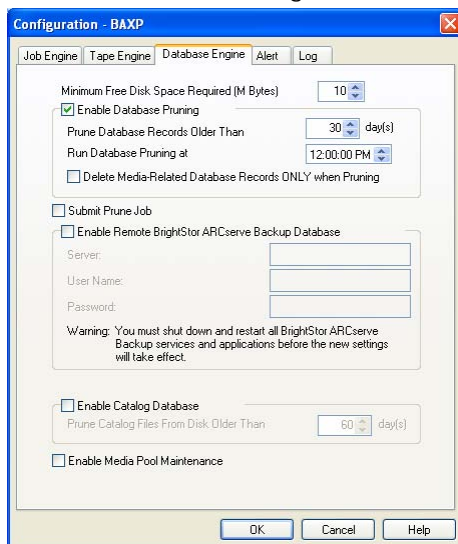 Configuration - BAXP
Job Engine Tape Engine Database Engine Alert Log
Minimum Free Disk Space Required (M Bytes) 10
Enable Database Pruning
Prune Database Records Older Than 30 day(s)
Run Database Pruning at 12:00:00 PM
Delete Media-Related Database Records ONLY when Pruning
Submit Prune Job
Enable Remote BrightStor ARCserve Backup Database
Server:
User Name:
Password:
Warning: You must shut down and restart all BrightStor ARCserve
Backup services and applications before the new settings
will take effect.
Enable Catalog Database
Prune Catalog Files From Disk Older Than 60 day(s)
Enable Media Pool Maintenance
OK Cancel Help